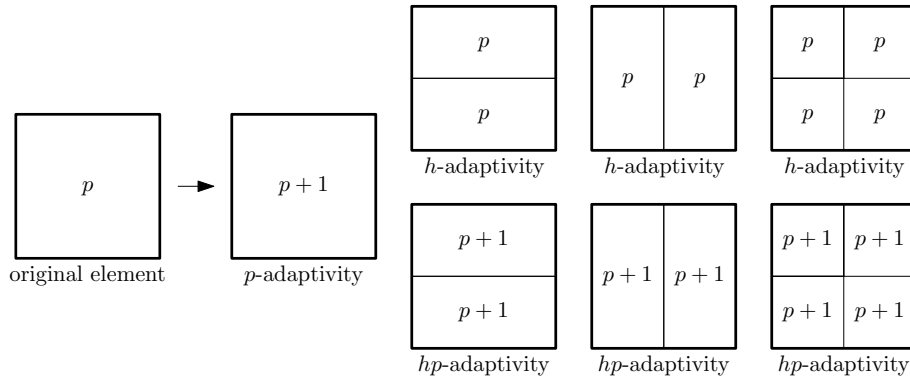 p
original element
p + 1
p-adaptivity
p
p
h-adaptivity
p p
h-adaptivity
p p
p p
h-adaptivity
p + 1
p + 1
hp-adaptivity
p + 1 p + 1
hp-adaptivity
p + 1 p + 1
p + 1 p + 1
hp-adaptivity